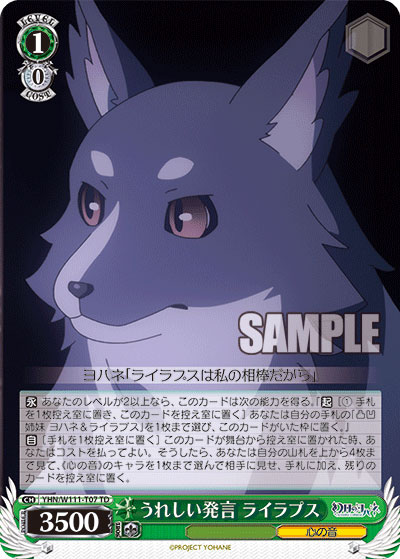 LEVEL
1
0
COST
SAMPLE
ヨハネ「ライラプスは私の相棒だから」
永 あなたのレベルが2以上なら、このカードは次の能力を得る。『起[① 手札
を1枚控え室に置き、このカードを控え室に置く] あなたは自分の手札の「凸凹
姉妹 ヨハネ&ライラプス」を1枚まで選び、このカードがいた枠に置く。』
自[手札を1枚控え室に置く] このカードが舞台から控え室に置かれた時、あ
なたはコストを払ってよい。そうしたら、あなたは自分の山札を上から4枚ま
で見て、《心の音》のキャラを1枚まで選んで相手に見せ、手札に加え、残りの
カードを控え室に置く。
CH YHN/W111-T07 TD
3500
うれしい発言 ライラプス
心の音
©PROJECT YOHANE